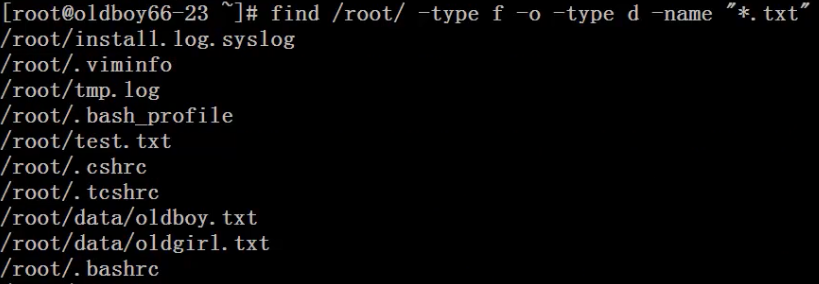 [root@oldboy66-23 ~]# find /root/ -type f -o -type d -name "*.txt"
/root/install.log.syslog
/root/.viminfo
/root/tmp.log
/root/.bash_profile
/root/test.txt
/root/.cshrc
/root/.tcshrc
/root/data/oldboy.txt
/root/data/oldgirl.txt
/root/.bashrc